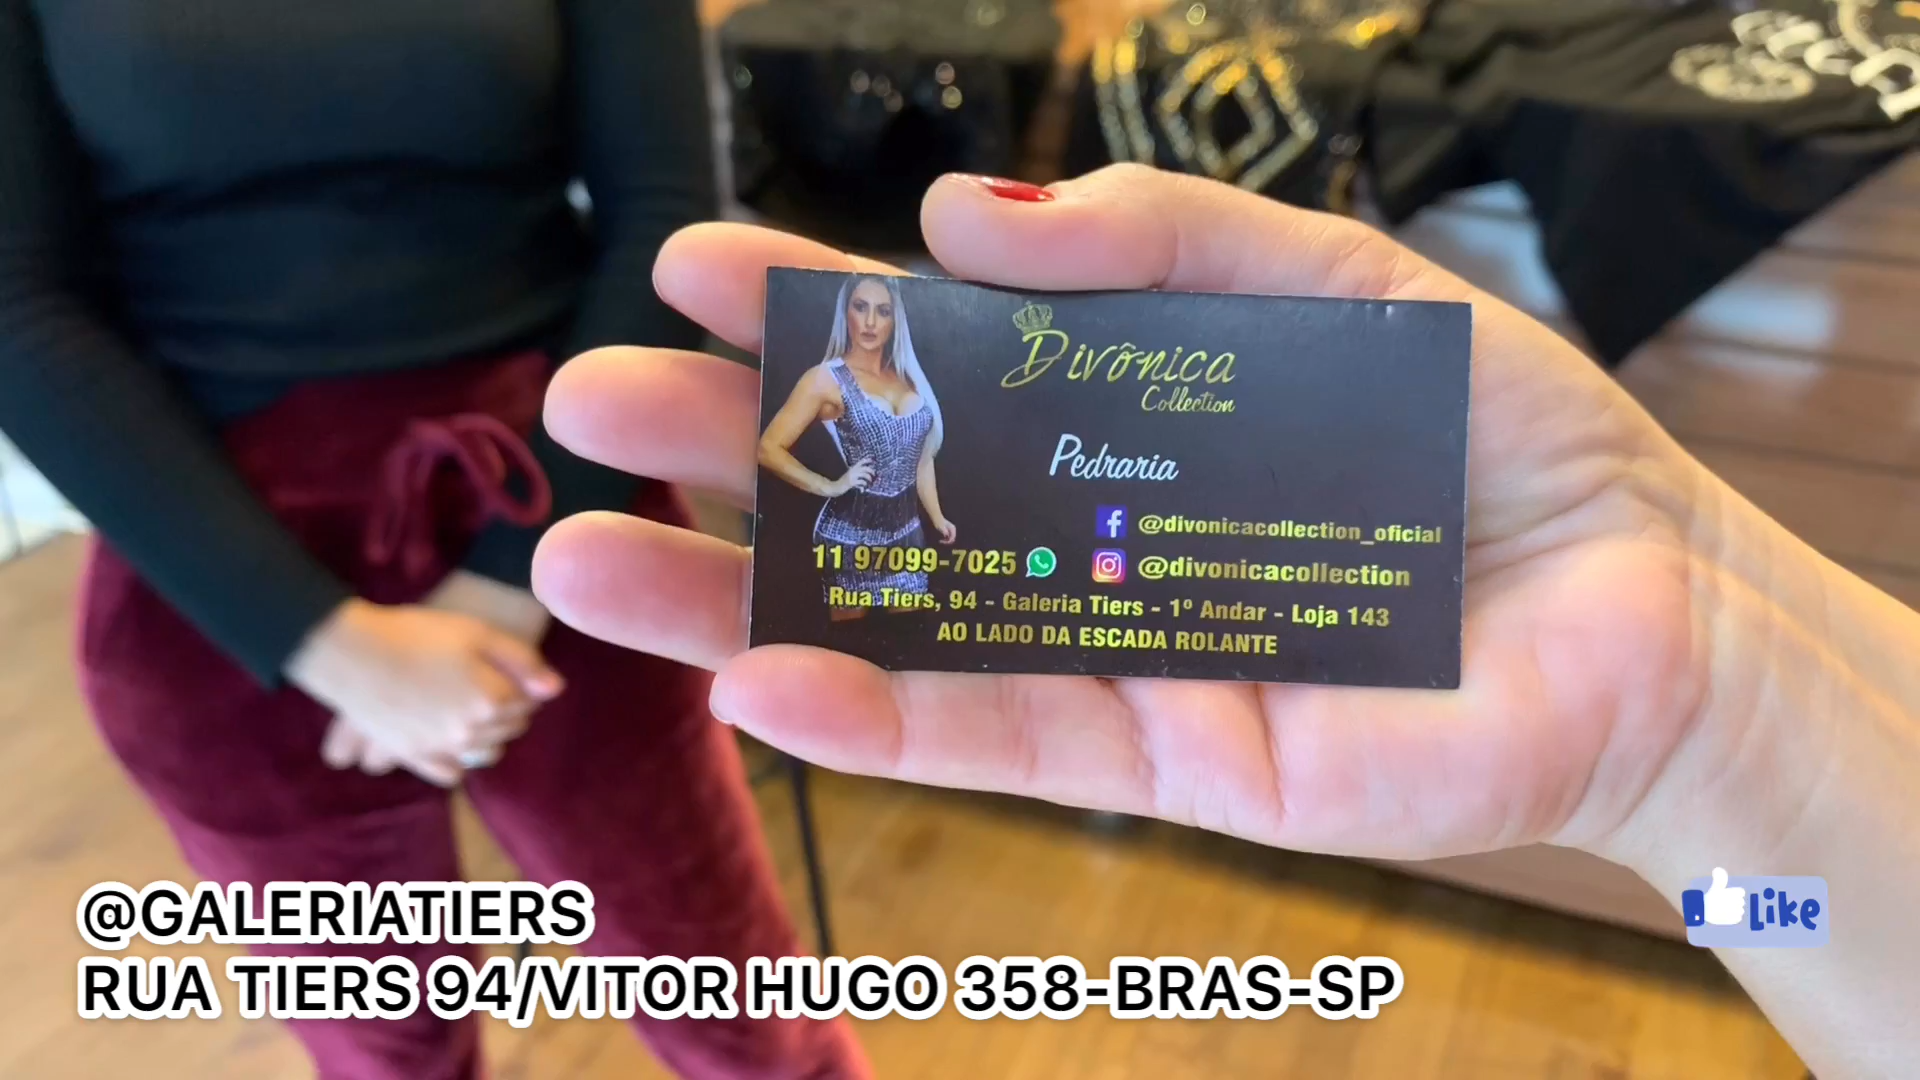 Divônica
Collection
Pedraria
@divonicacollection_oficial
11 97099-7025
@divonicacollection
Rua Tiers, 94 - Galeria Tiers - 1º Andar - Loja 143
AO LADO DA ESCADA ROLANTE
@GALERIATIERS
RUA TIERS 94/VITOR HUGO 358-BRAS-SP
Like